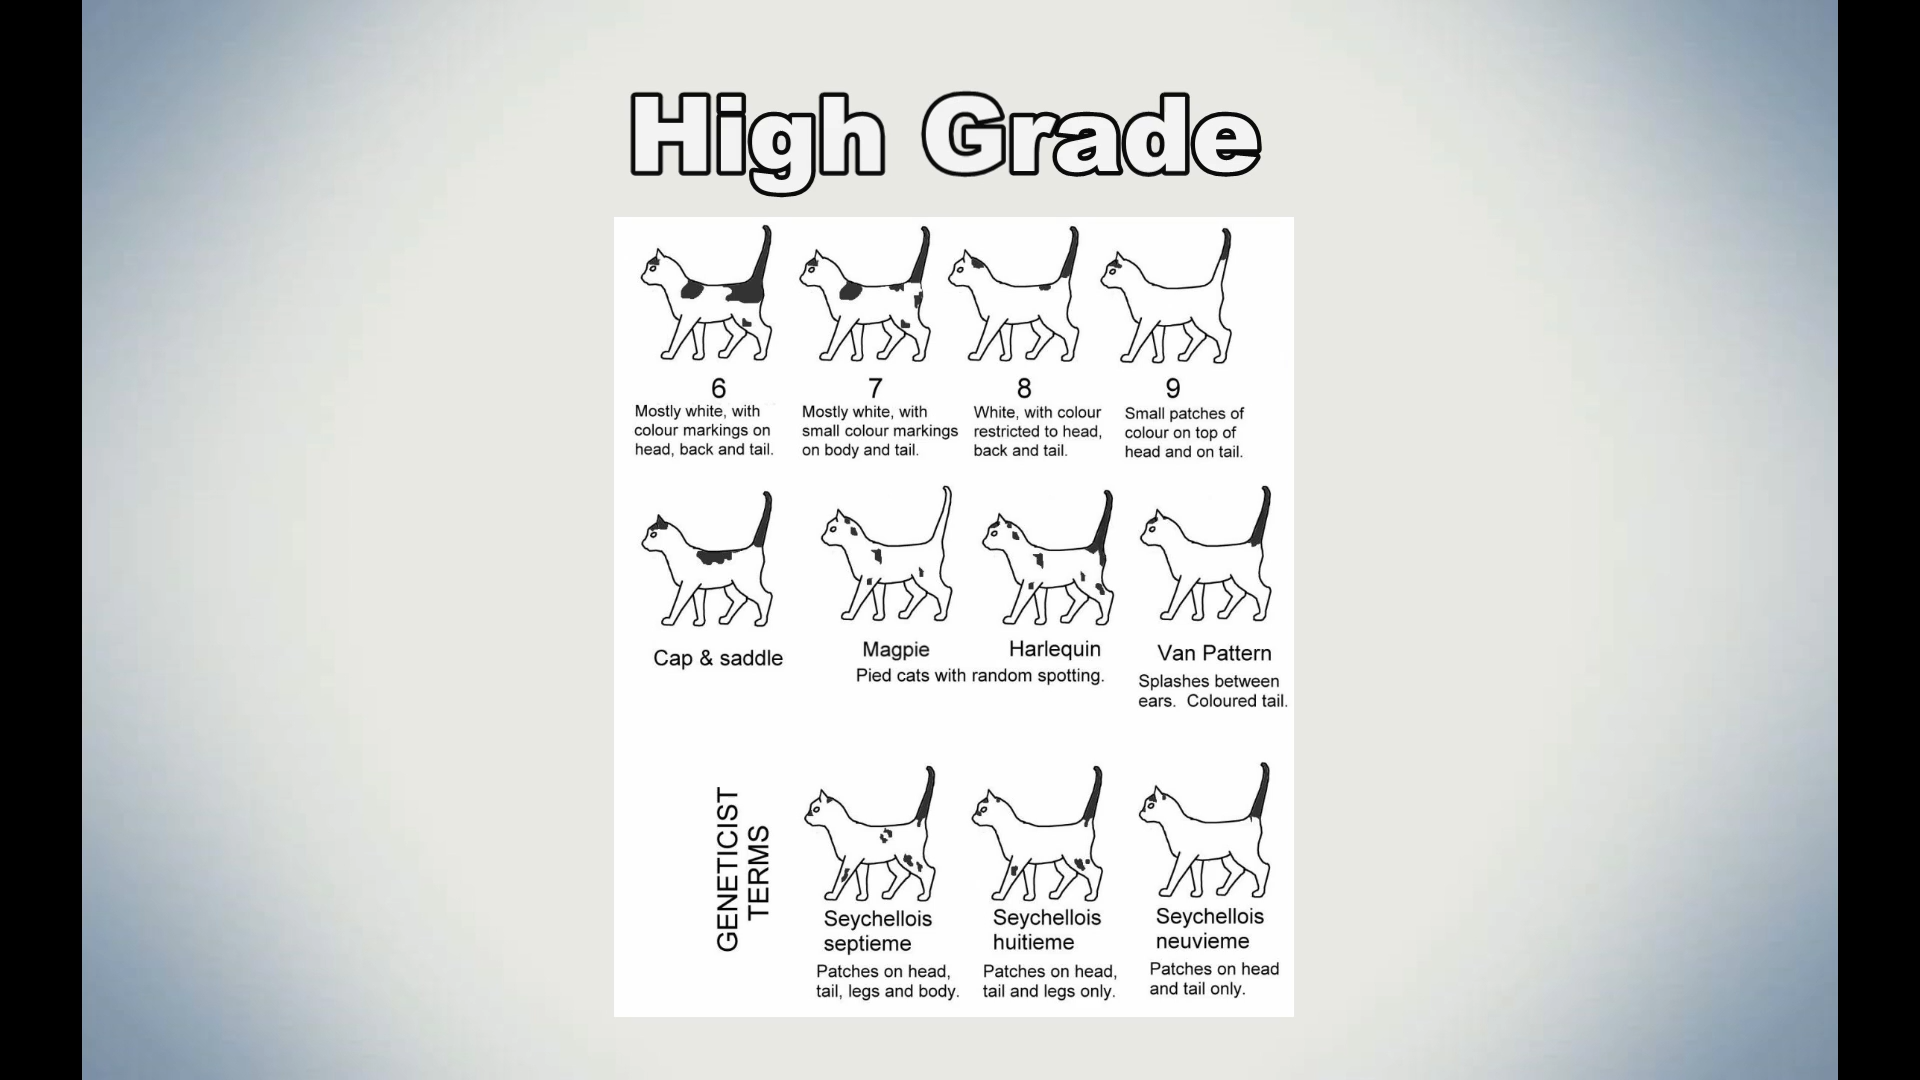 High Grade
6
Mostly white, with
colour markings on
head, back and tail.
7
Mostly white, with
small colour markings
on body and tail.
8
White, with colour
restricted to head,
back and tail.
9
Small patches of
colour on top of
head and on tail.
Cap & saddle
Magpie
Harlequin
Pied cats with random spotting.
Van Pattern
Splashes between
ears. Coloured tail.
GENETICIST
TERMS
Seychellois
septieme
Patches on head,
tail, legs and body.
Seychellois
huitieme
Patches on head,
tail and legs only.
Seychellois
neuvieme
Patches on head
and tail only.